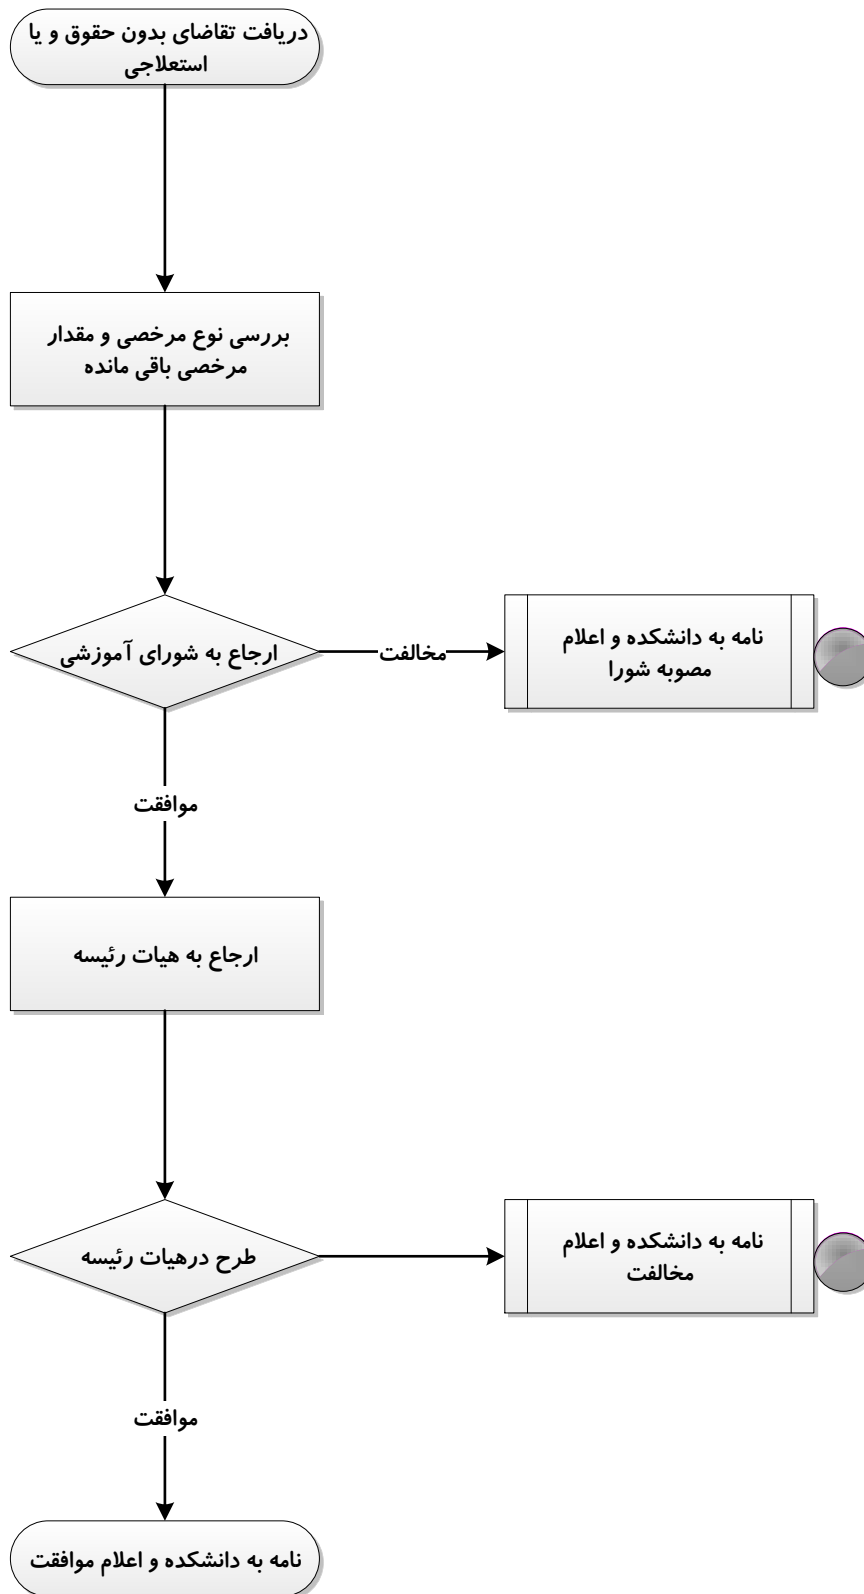 دریافت تقاضای بدون حقوق و یا
استعلاجی
بررسی نوع مرخصی و مقدار
مرخصی باقی مانده
ارجاع به شورای آموزشی
مخالفت
نامه به دانشکده و اعلام
مصوبه شورا
موافقت
ارجاع به هیات رئیسه
طرح درهیات رئیسه
نامه به دانشکده و اعلام
مخالفت
موافقت
نامه به دانشکده و اعلام موافقت